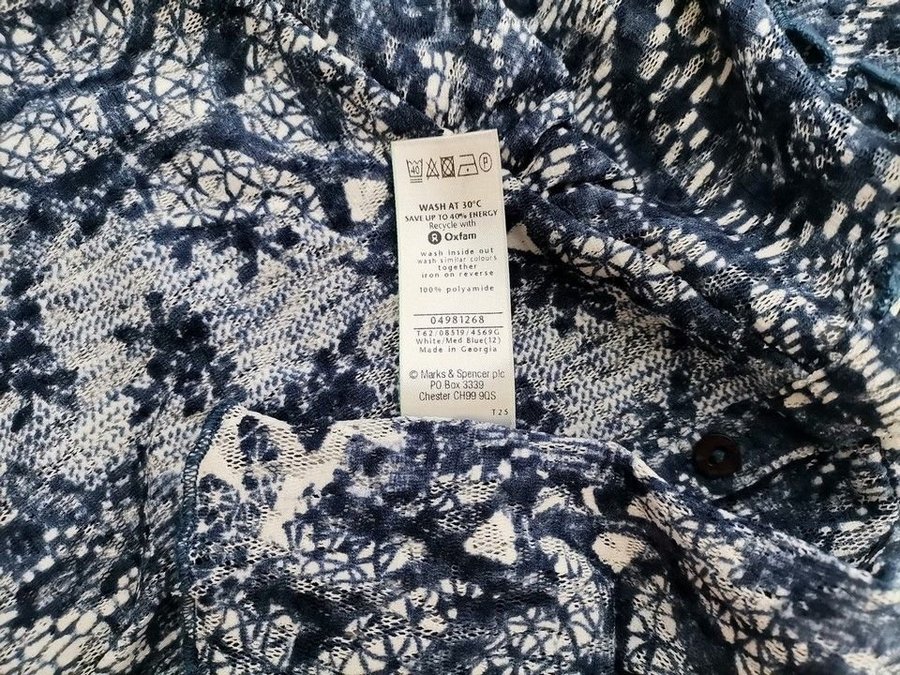 40 P
WASH AT 30°C
SAVE UP TO 40% ENERGY
Recycle with
R Oxfam
wash inside out
wash similar colours
together
iron on reverse
100% polyamide
04981268
T62/08519/4569G
White/Med Blue(12)
Made in Georgia
© Marks & Spencer plc
PO Box 3339
Chester CH99 9QS
T25